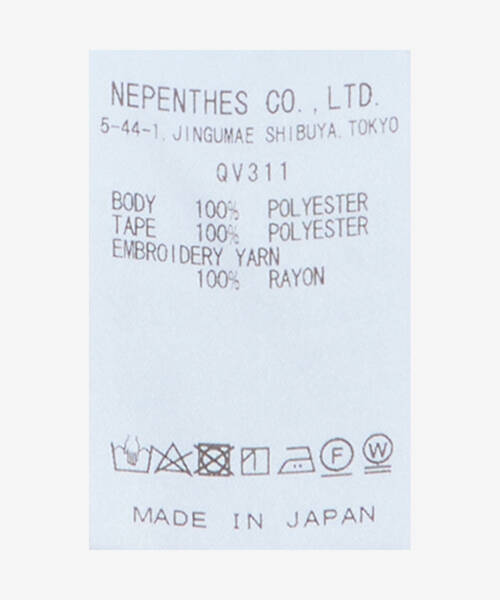 NEPENTHES CO.,LTD.
5-44-1, JINGUMAE SHIBUYA, TOKYO
QV311
BODY 100% POLYESTER
TAPE 100% POLYESTER
EMBROIDERY YARN
100% RAYON
F W
MADE IN JAPAN